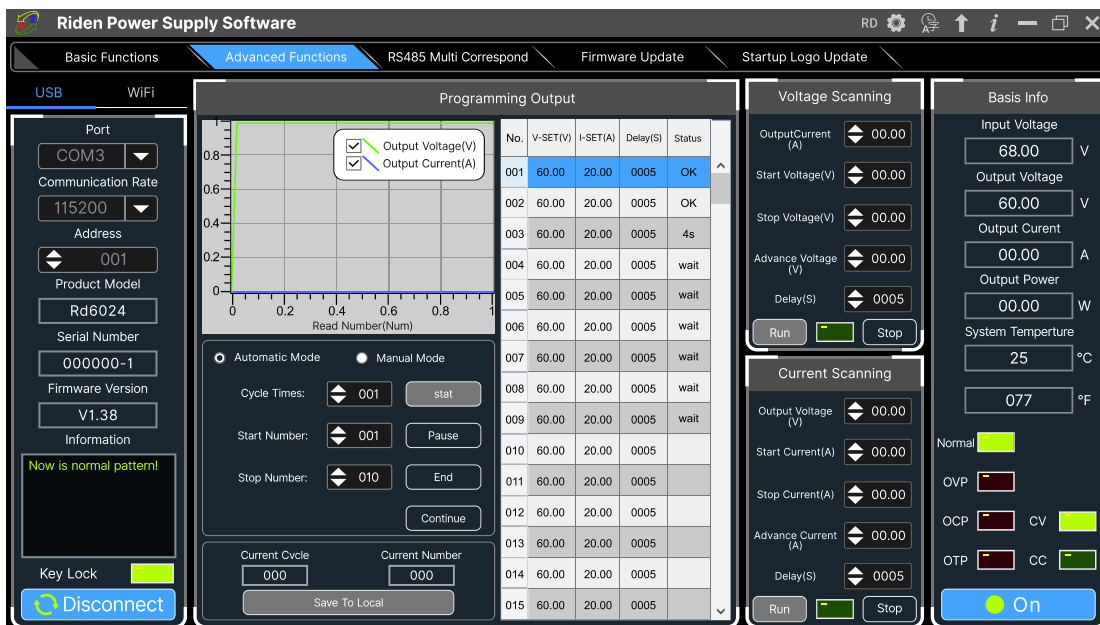 Riden Power Supply Software
RD
Basic Functions
Advanced Functions
RS485 Multi Correspond
Firmware Update
Startup Logo Update
USB
WiFi
Port
COM3
Communication Rate
115200
Address
001
Product Model
Rd6024
Serial Number
000000-1
Firmware Version
V1.38
Information
Now is normal pattern!
Key Lock
Disconnect
Programming Output
1
0.8
0.6
0.4
0.2
0
0 0.2 0.4 0.6 0.8 1
Read Number(Num)
Output Voltage(V)
Output Current(A)
Automatic Mode
Manual Mode
Cycle Times: 001 stat
Start Number: 001 Pause
Stop Number: 010 End
Continue
Current Cvcle
Current Number
000
000
Save To Local
No. V-SET(V) I-SET(A) Delay(S) Status
001 60.00 20.00 0005 OK
002 60.00 20.00 0005 OK
003 60.00 20.00 0005 4s
004 60.00 20.00 0005 wait
005 60.00 20.00 0005 wait
006 60.00 20.00 0005 wait
007 60.00 20.00 0005 wait
008 60.00 20.00 0005 wait
009 60.00 20.00 0005 wait
010 60.00 20.00 0005
011 60.00 20.00 0005
012 60.00 20.00 0005
013 60.00 20.00 0005
014 60.00 20.00 0005
015 60.00 20.00 0005
Voltage Scanning
OutputCurrent
(A)
00.00
Start Voltage(V) 00.00
Stop Voltage(V) 00.00
Advance Voltage
(V)
00.00
Delay(S) 0005
Run
Stop
Current Scanning
Output Voltage
(V)
00.00
Start Current(A) 00.00
Stop Current(A) 00.00
Advance Current
(A)
00.00
Delay(S) 0005
Run
Stop
Basis Info
Input Voltage
68.00 V
Output Voltage
60.00 V
Output Curent
00.00 A
Output Power
00.00 W
System Temperture
25 °C
077 °F
Normal
OVP
OCP
CV
OTP
CC
On